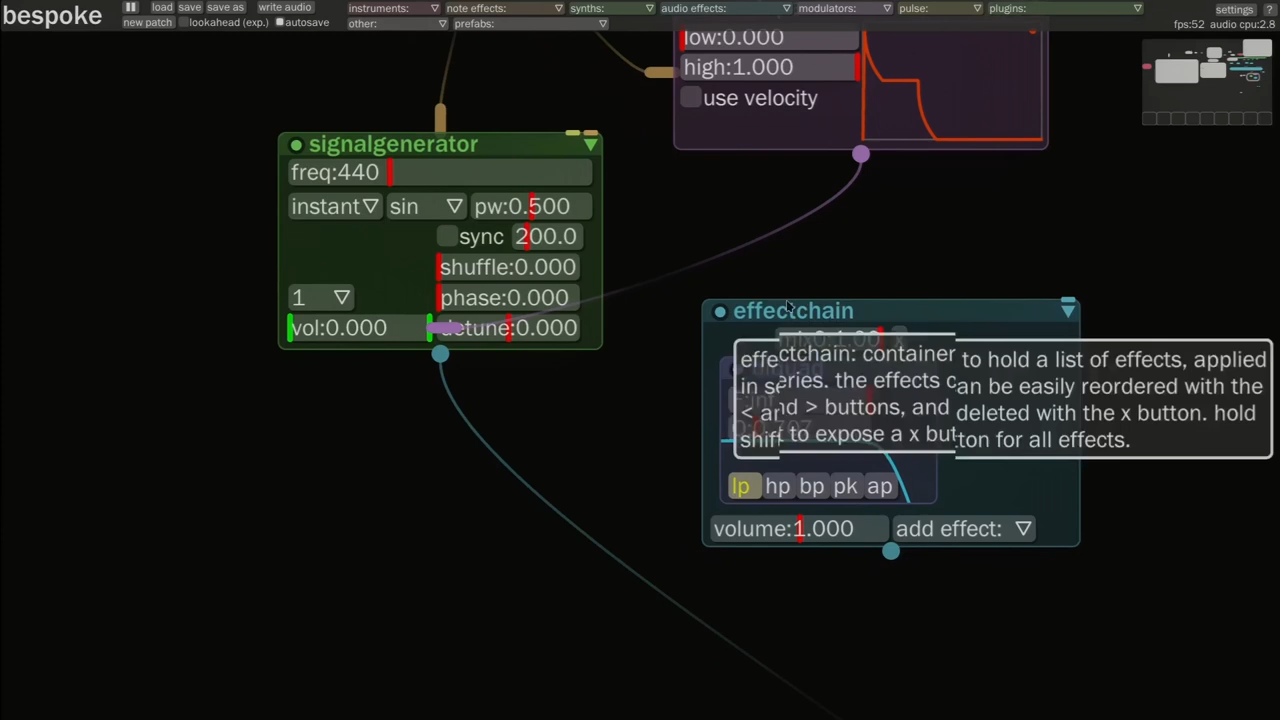 bespoke
load save save as write audio
new patch lookahead (exp.) autosave
instruments: note effects: synths: audio effects: modulators: pulse: plugins:
other: prefabs:
settings ?
fps:52 audio cpu:2.8
low:0.000
high:1.000
use velocity
signalgenerator
freq:440
instant sin pw:0.500
sync 200.0
shuffle:0.000
1 phase:0.000
vol:0.000 detune:0.000
effectchain
mix0:1.00 x
effectchain: container to hold a list of effects, applied
in series. the effects can be easily reordered with the
< and > buttons, and deleted with the x button. hold
shift to expose a x button for all effects.
lp hp bp pk ap
volume:1.000 add effect: